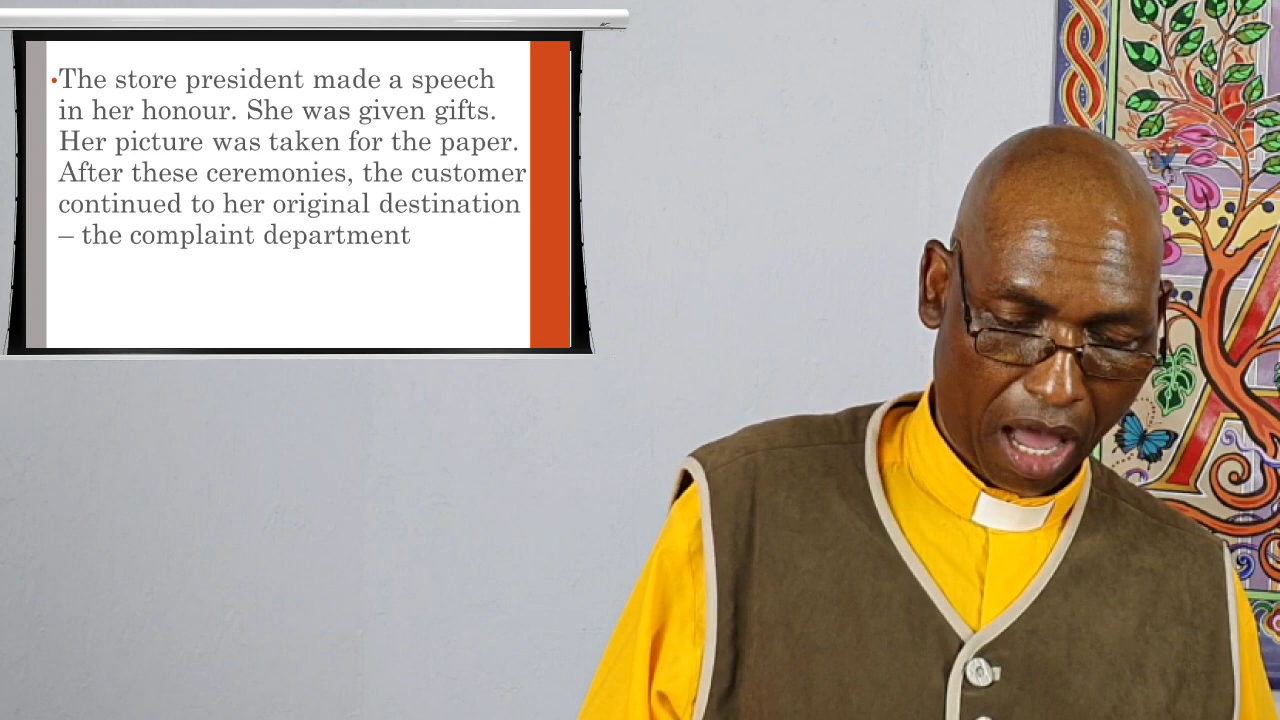 •The store president made a speech
in her honour. She was given gifts.
Her picture was taken for the paper.
After these ceremonies, the customer
continued to her original destination
– the complaint department